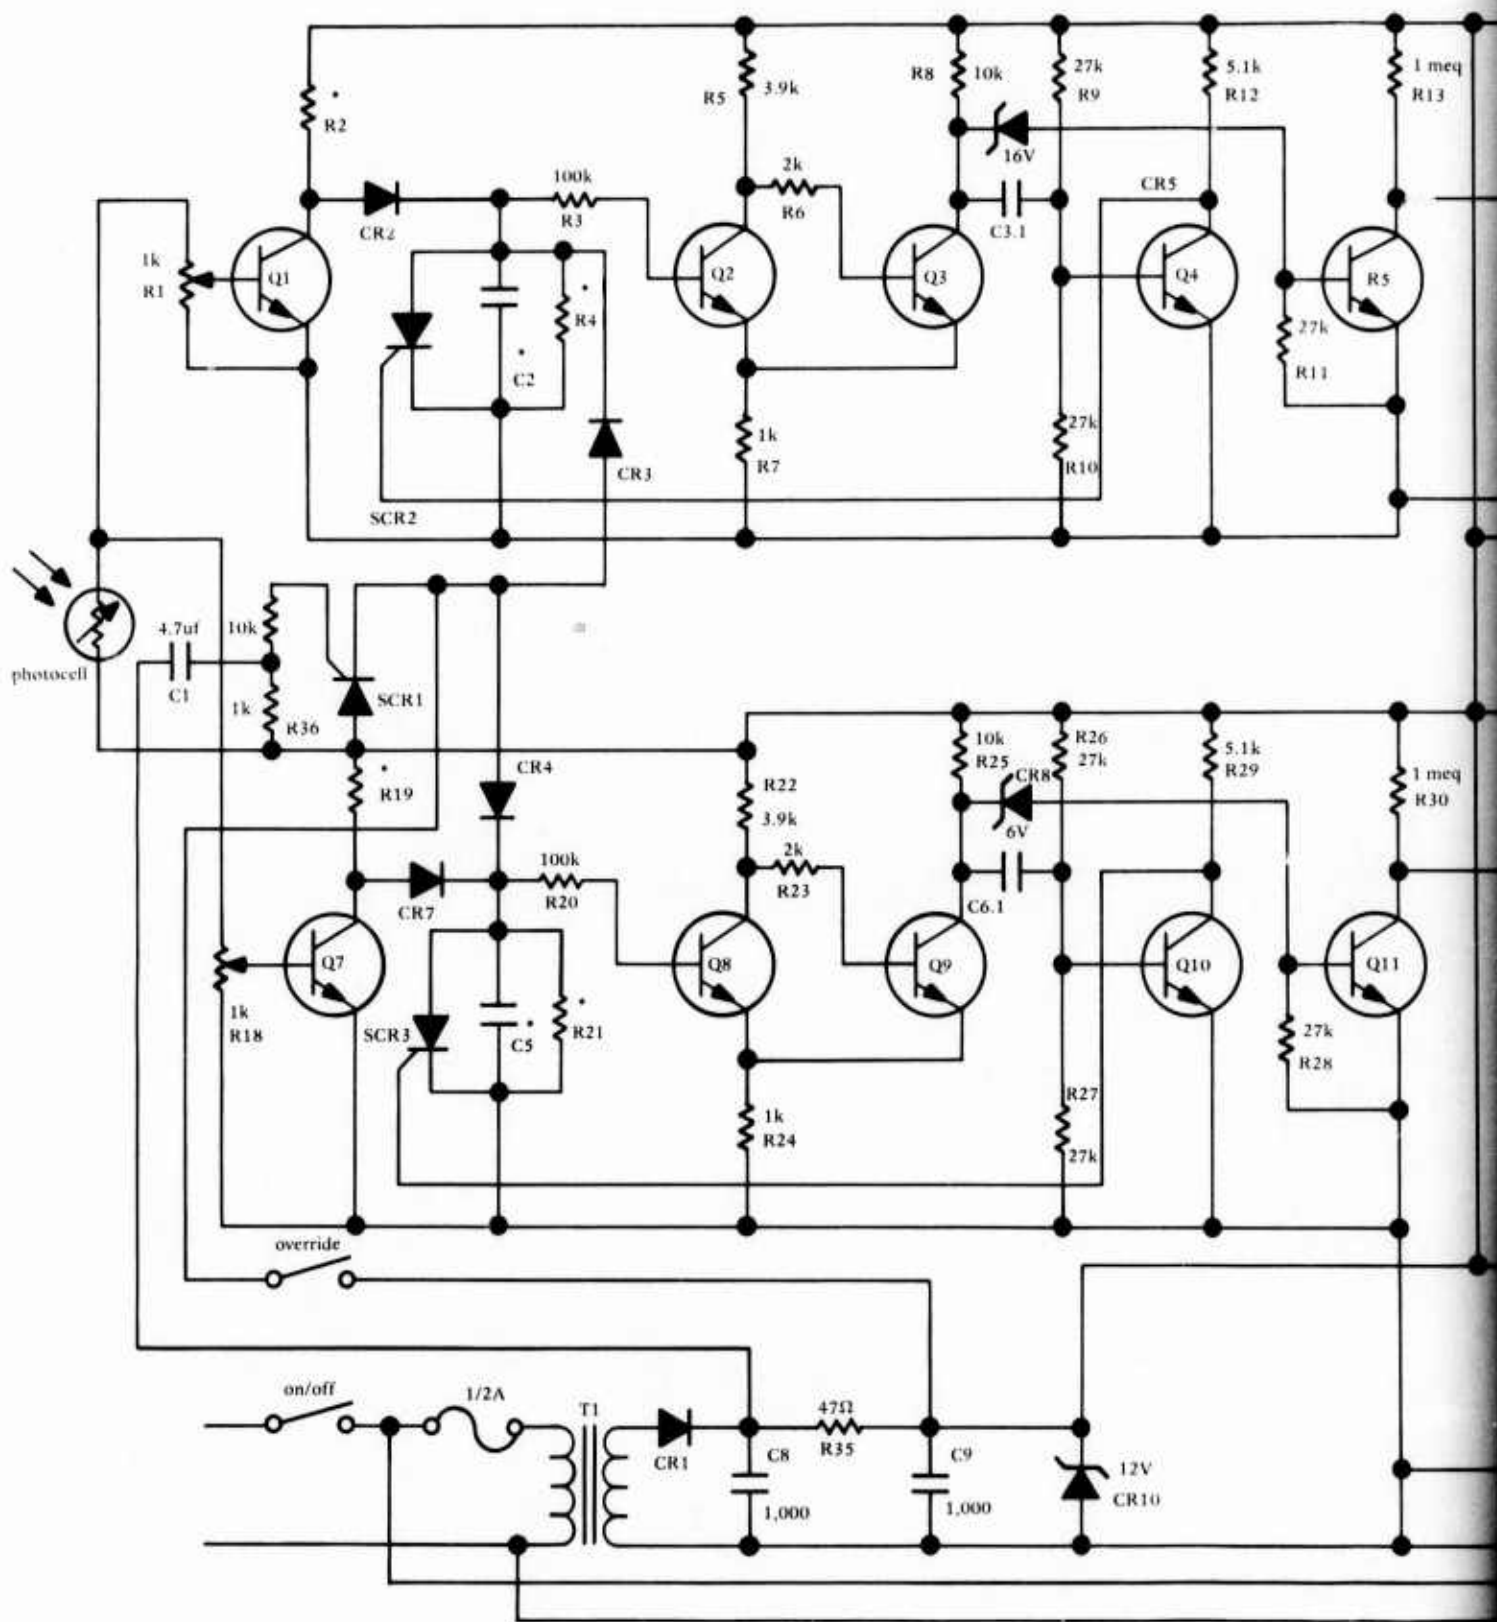 R2
R5
3.9k
R8
10k
27k
R9
5.1k
R12
1 meq
R13
16V
100k
R3
2k
R6
CR5
CR2
C3.1
1k
R1
Q1
Q2
Q3
Q4
R5
R4
C2
27k
R11
1k
R7
27k
R10
CR3
SCR2
photocell
4.7uf
C1
10k
1k
R36
SCR1
R19
CR4
R22
3.9k
10k
R25
R26
27k
CR8
6V
5.1k
R29
1 meq
R30
100k
R20
2k
R23
CR7
C6.1
Q7
Q8
Q9
Q10
Q11
1k
R18
SCR3
C5
R21
27k
R28
1k
R24
R27
27k
override
on/off
1/2A
T1
CR1
C8
1,000
47Ω
R35
C9
1,000
12V
CR10